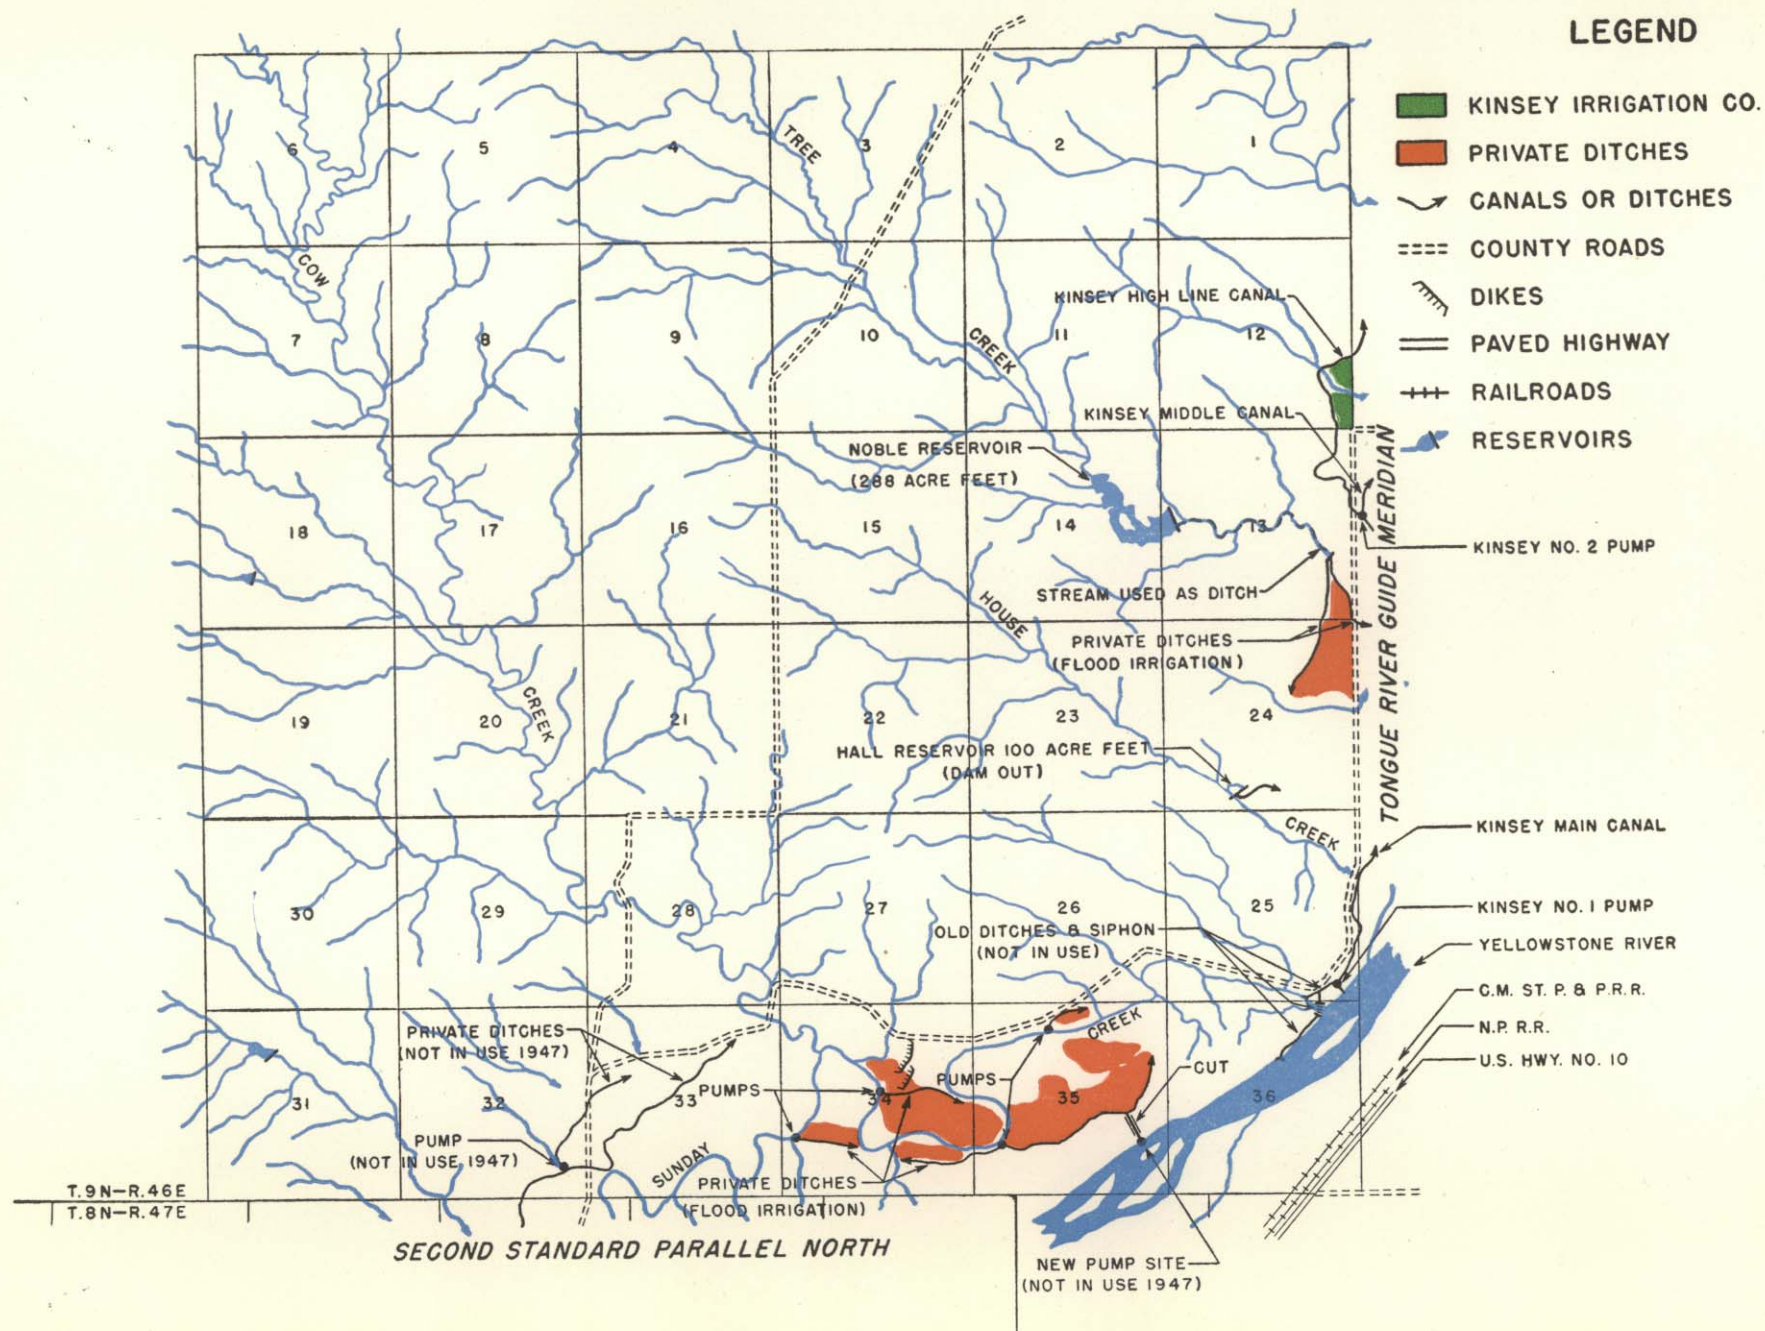 LEGEND
KINSEY IRRIGATION CO.
PRIVATE DITCHES
CANALS OR DITCHES
COUNTY ROADS
DIKES
PAVED HIGHWAY
RAILROADS
RESERVOIRS
6
5
4
TREE
3
2
1
COW
7
8
9
10
CREEK
11
12
KINSEY HIGH LINE CANAL
KINSEY MIDDLE CANAL
NOBLE RESERVOIR
(288 ACRE FEET)
18
17
16
15
14
13
KINSEY NO. 2 PUMP
TONGUE RIVER GUIDE MERIDIAN
STREAM USED AS DITCH
HOUSE
PRIVATE DITCHES
(FLOOD IRRIGATION)
19
20
CREEK
21
22
23
24
HALL RESERVOIR 100 ACRE FEET
(DAM OUT)
CREEK
KINSEY MAIN CANAL
30
29
28
27
26
25
KINSEY NO. 1 PUMP
OLD DITCHES & SIPHON
(NOT IN USE)
YELLOWSTONE RIVER
C.M. ST. P. & P.R.R.
N.P. R.R.
U.S. HWY. NO. 10
PRIVATE DITCHES
(NOT IN USE 1947)
CREEK
CUT
PUMPS
PUMPS
31
32
33
34
35
36
PUMP
(NOT IN USE 1947)
SUNDAY
PRIVATE DITCHES
(FLOOD IRRIGATION)
T.9N-R.46E
T.8N-R.47E
SECOND STANDARD PARALLEL NORTH
NEW PUMP SITE
(NOT IN USE 1947)